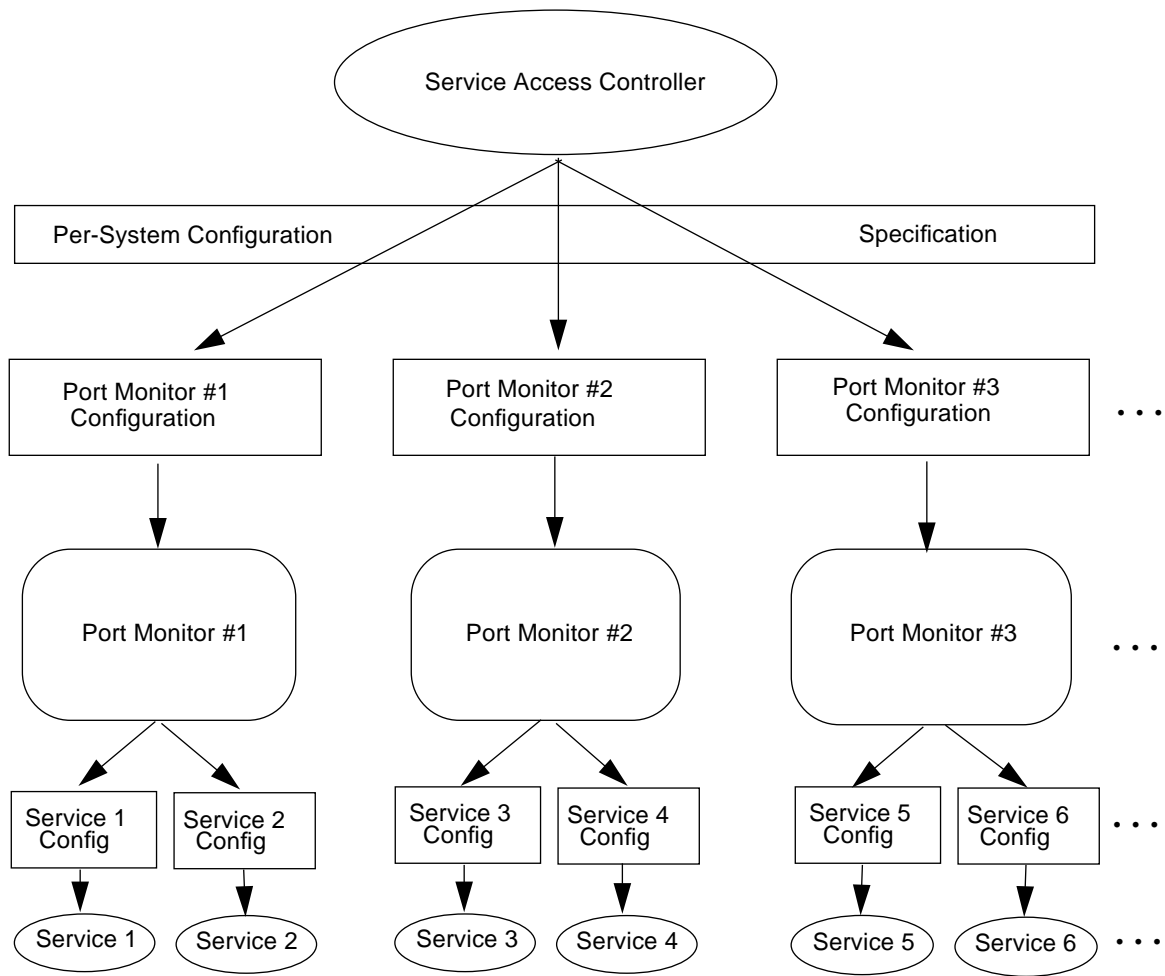 Service Access Controller
Per-System Configuration Specification
Port Monitor #1
Configuration
Port Monitor #2
Configuration
Port Monitor #3
Configuration
. . .
Port Monitor #1
Port Monitor #2
Port Monitor #3
. . .
Service 1
Config
Service 2
Config
Service 3
Config
Service 4
Config
Service 5
Config
Service 6
Config
. . .
Service 1
Service 2
Service 3
Service 4
Service 5
Service 6
. . .